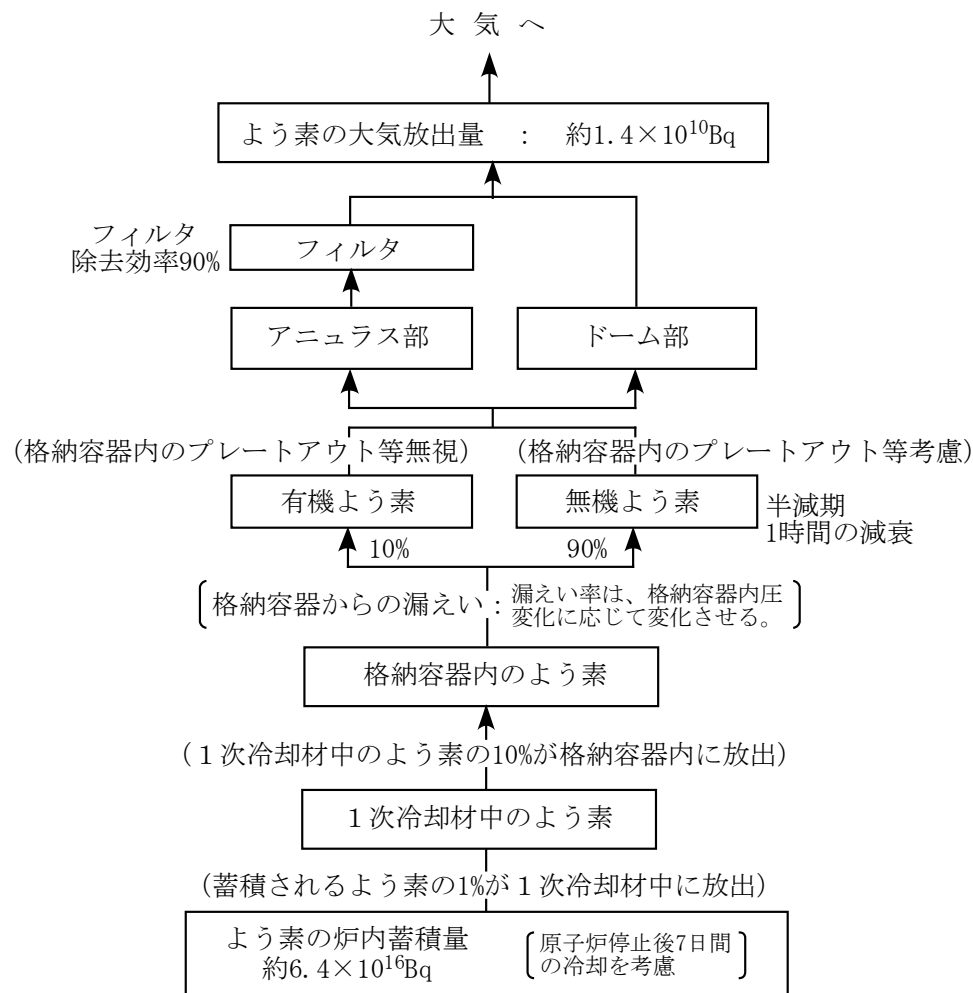 大気へ
よう素の大気放出量 : 約1.4×10¹⁰Bq
フィルタ
除去効率90%
フィルタ
アニュラス部
ドーム部
(格納容器内のプレートアウト等無視)
(格納容器内のプレートアウト等考慮)
有機よう素
無機よう素
半減期
1時間の減衰
10%
90%
格納容器からの漏えい:
漏えい率は、格納容器内圧
変化に応じて変化させる。
格納容器内のよう素
(1次冷却材中のよう素の10%が格納容器内に放出)
1次冷却材中のよう素
(蓄積されるよう素の1%が1次冷却材中に放出)
よう素の炉内蓄積量
約6.4×10¹⁶Bq
原子炉停止後7日間
の冷却を考慮